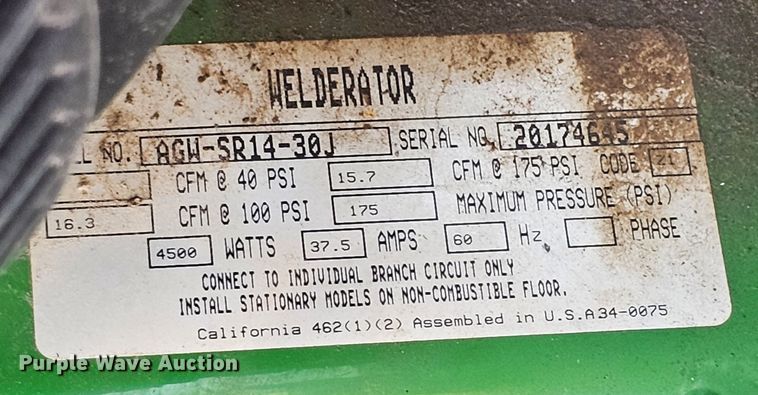 WELDERATOR
L NO. AGW-SR14-30J SERIAL NO. 20174645
CFM @ 40 PSI 15.7 CFM @ 175 PSI CODE Z1
16.3 CFM @ 100 PSI 175 MAXIMUM PRESSURE (PSI)
4500 WATTS 37.5 AMPS 60 Hz PHASE
CONNECT TO INDIVIDUAL BRANCH CIRCUIT ONLY
INSTALL STATIONARY MODELS ON NON-COMBUSTIBLE FLOOR.
California 462(1)(2) Assembled in U.S.A34-0075
Purple Wave Auction